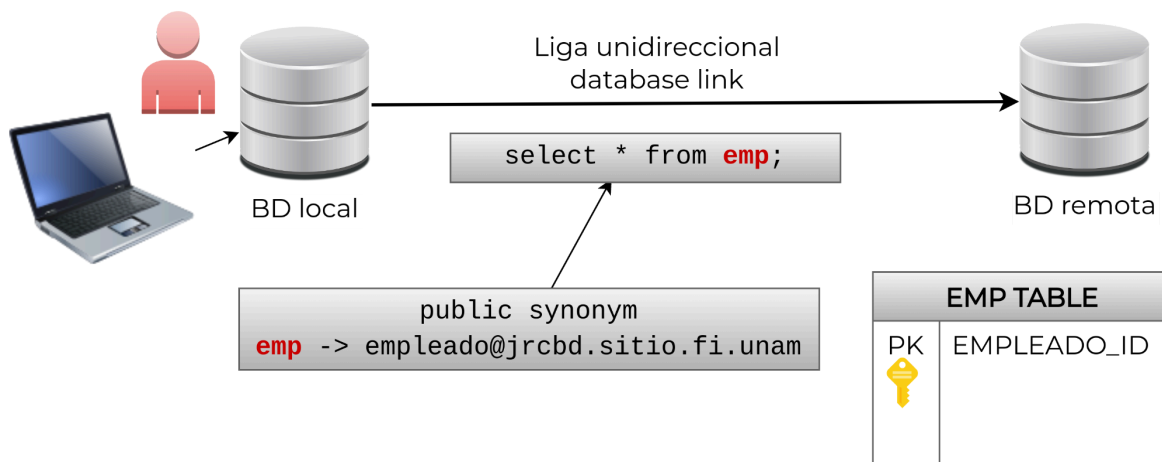 Liga unidireccional
database link
select * from emp;
BD local
BD remota
public synonym
emp -> empleado@jrcbd.sitio.fi.unam
EMP TABLE
PK EMPLEADO_ID